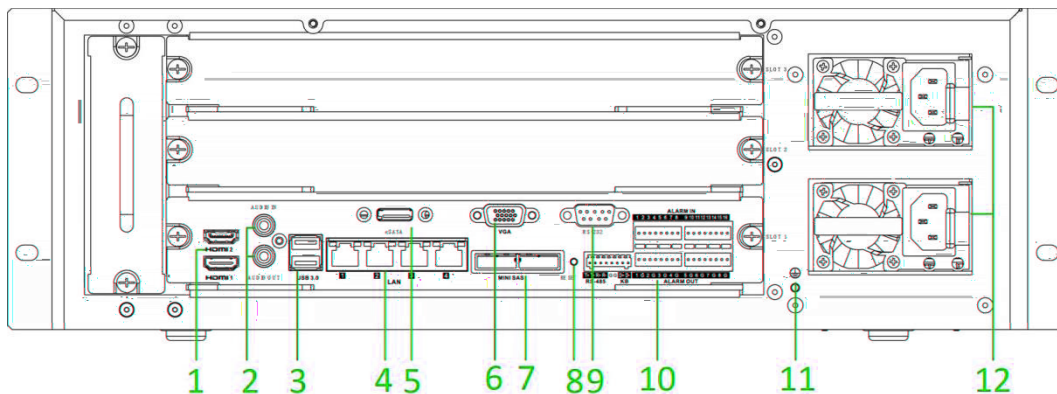 SLOT 3
SLOT 2
AUDIO IN
ALARM IN
1 2 3 4 5 6 7 8 9 10 11 12 13 14 15 16
eSATA
VGA
RS-232
SLOT 1
HDMI 2
HDMI 1
AUDIO OUT
USB 3.0
1 2 3 4
LAN
MINI SAS
RS-485
KB
ALARM OUT
1 2 3 4 5 6 7 8 9 10 11 12